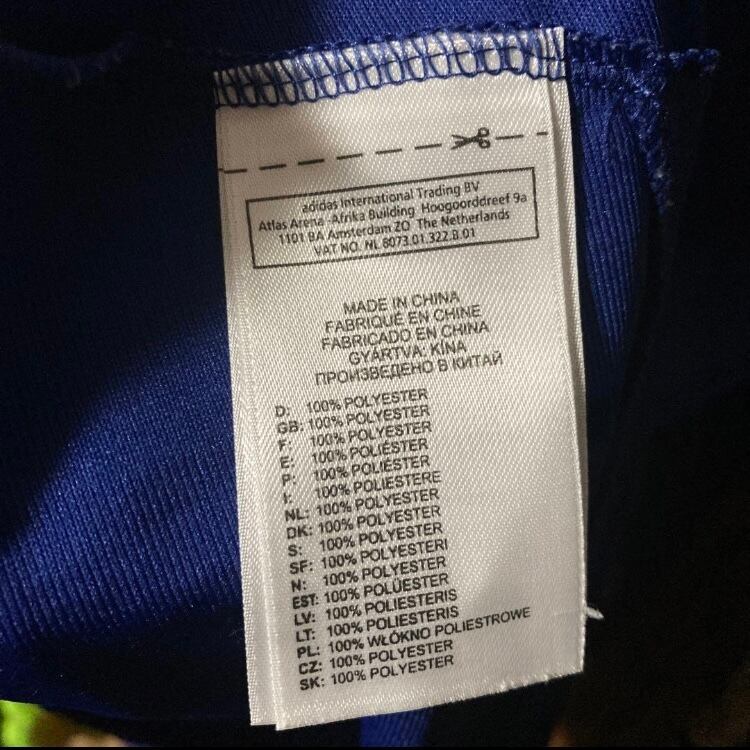 adidas International Trading BV
Atlas Arena -Afrika Building Hoogoorddreef 9a
1101 BA Amsterdam ZO The Netherlands
VAT NO. NL 8073.01.322.B.01
MADE IN CHINA
FABRIQUÉ EN CHINE
FABRICADO EN CHINA
GYÁRTVA: KÍNA
ПРОИЗВЕДЕНО В КИТАЙ
D: 100% POLYESTER
GB: 100% POLYESTER
F: 100% POLYESTER
E: 100% POLIÉSTER
P: 100% POLIÉSTER
I: 100% POLIESTERE
NL: 100% POLYESTER
DK: 100% POLYESTER
S: 100% POLYESTER
SF: 100% POLYESTERI
N: 100% POLYESTER
EST: 100% POLÜESTER
LV: 100% POLIESTERIS
LT: 100% POLIESTERIS
PL: 100% WŁÓKNO POLIESTROWE
CZ: 100% POLYESTER
SK: 100% POLYESTER